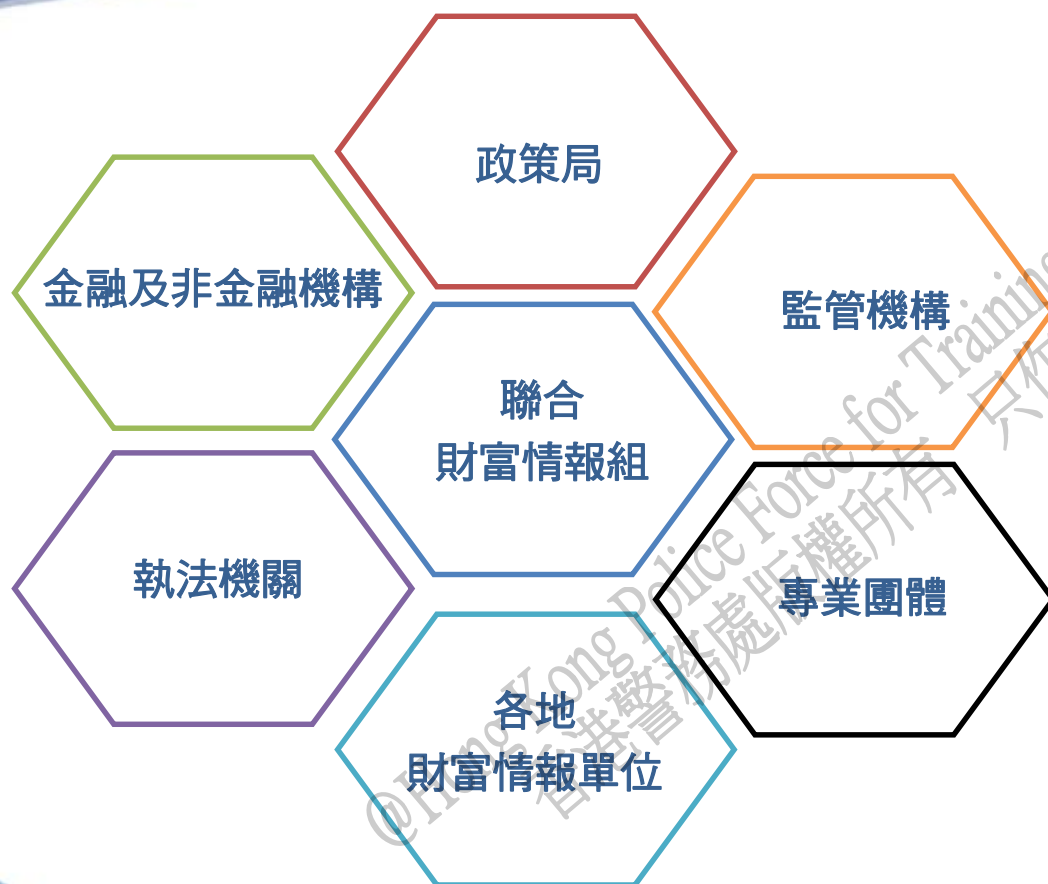 政策局
金融及非金融機構
監管機構
聯合
財富情報組
執法機關
專業團體
各地
財富情報單位
@Hong Kong Police Force for Training
香港警務處版權所有 只作